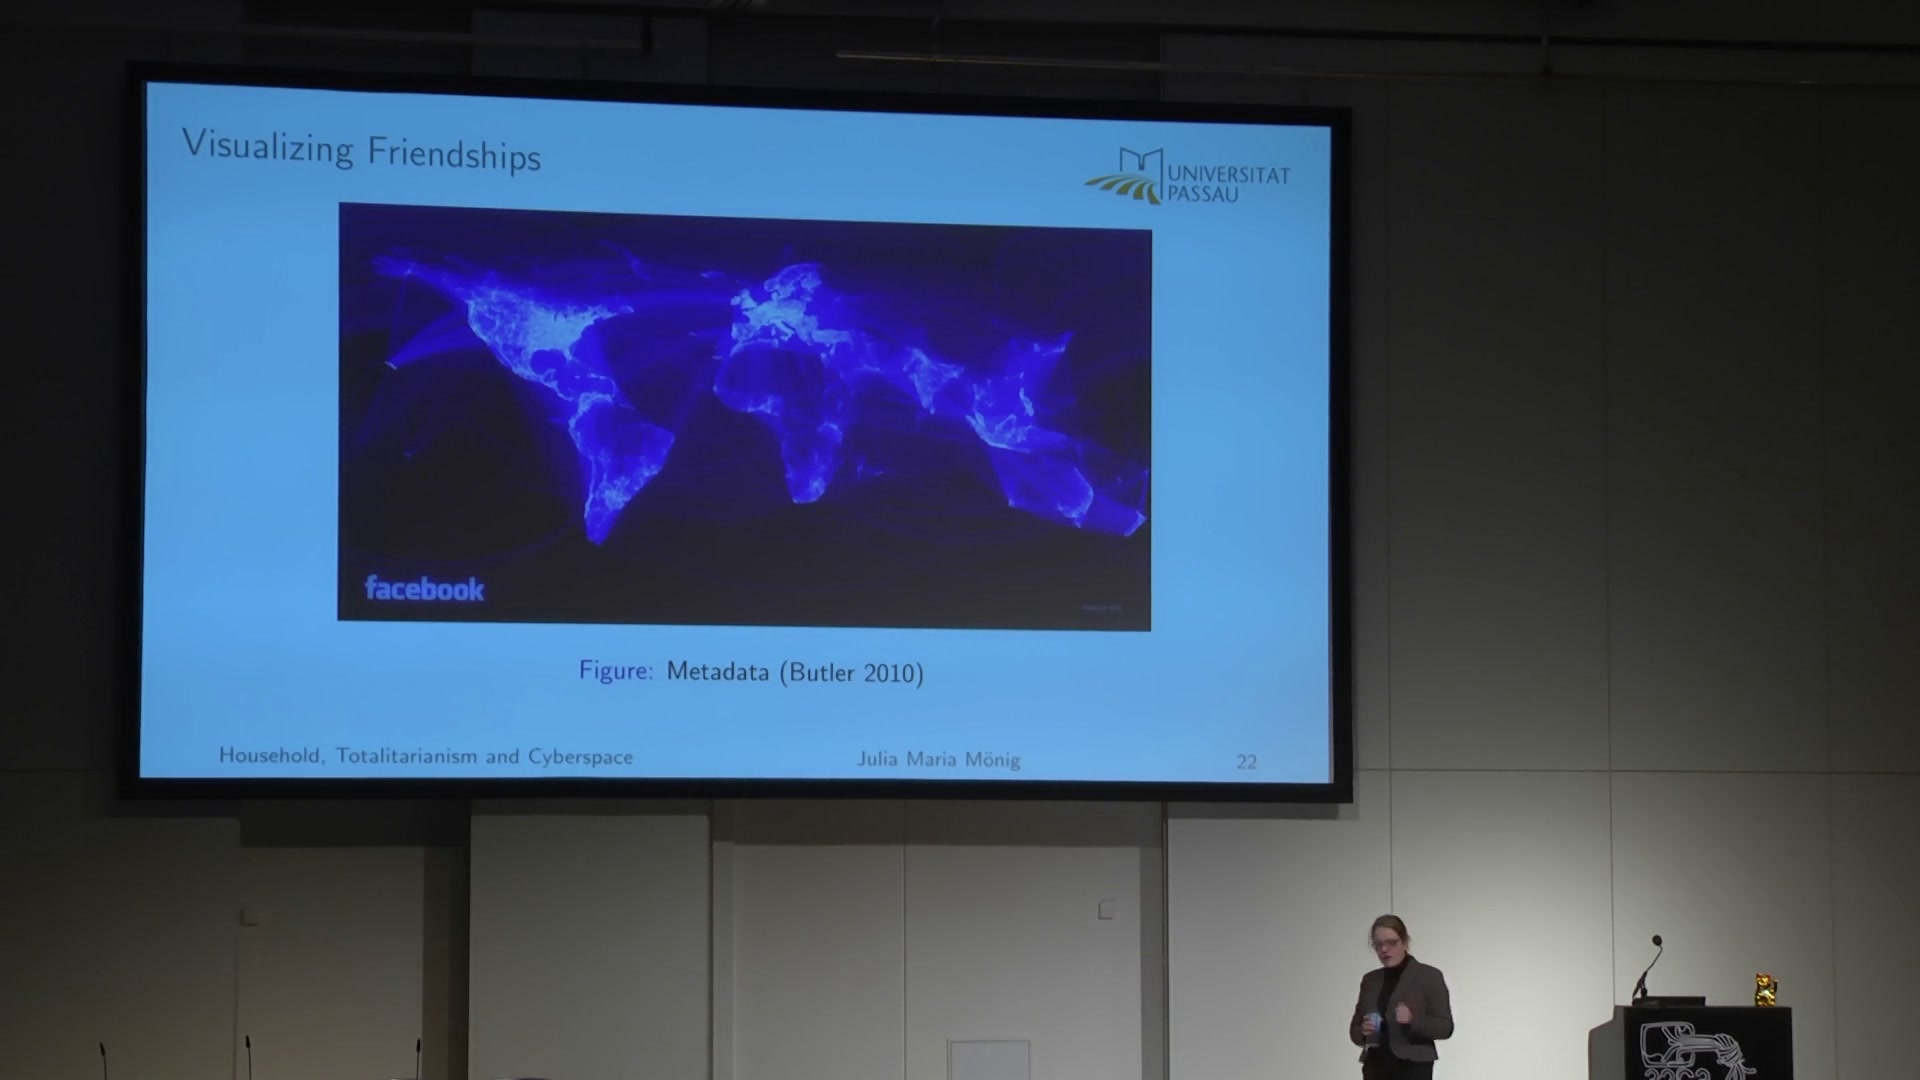 Visualizing Friendships
UNIVERSITÄT
PASSAU
facebook
Figure: Metadata (Butler 2010)
Household, Totalitarianism and Cyberspace
Julia Maria Mönig
22